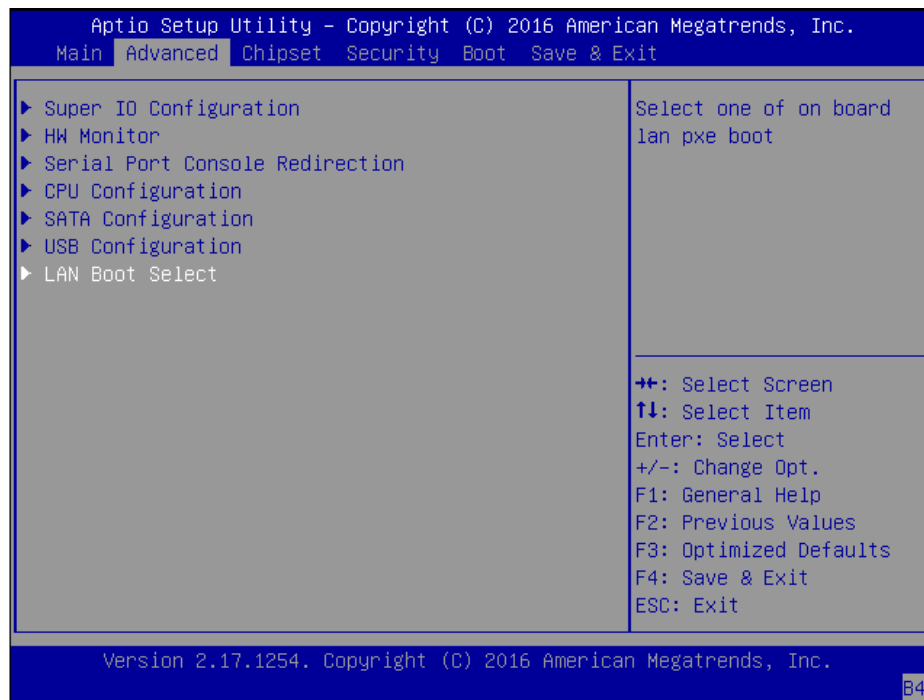 Aptio Setup Utility – Copyright (C) 2016 American Megatrends, Inc.
Main Advanced Chipset Security Boot Save & Exit
Super IO Configuration
HW Monitor
Serial Port Console Redirection
CPU Configuration
SATA Configuration
USB Configuration
LAN Boot Select
Select one of on board
lan pxe boot
→←: Select Screen
↑↓: Select Item
Enter: Select
+/-: Change Opt.
F1: General Help
F2: Previous Values
F3: Optimized Defaults
F4: Save & Exit
ESC: Exit
Version 2.17.1254. Copyright (C) 2016 American Megatrends, Inc.
B4